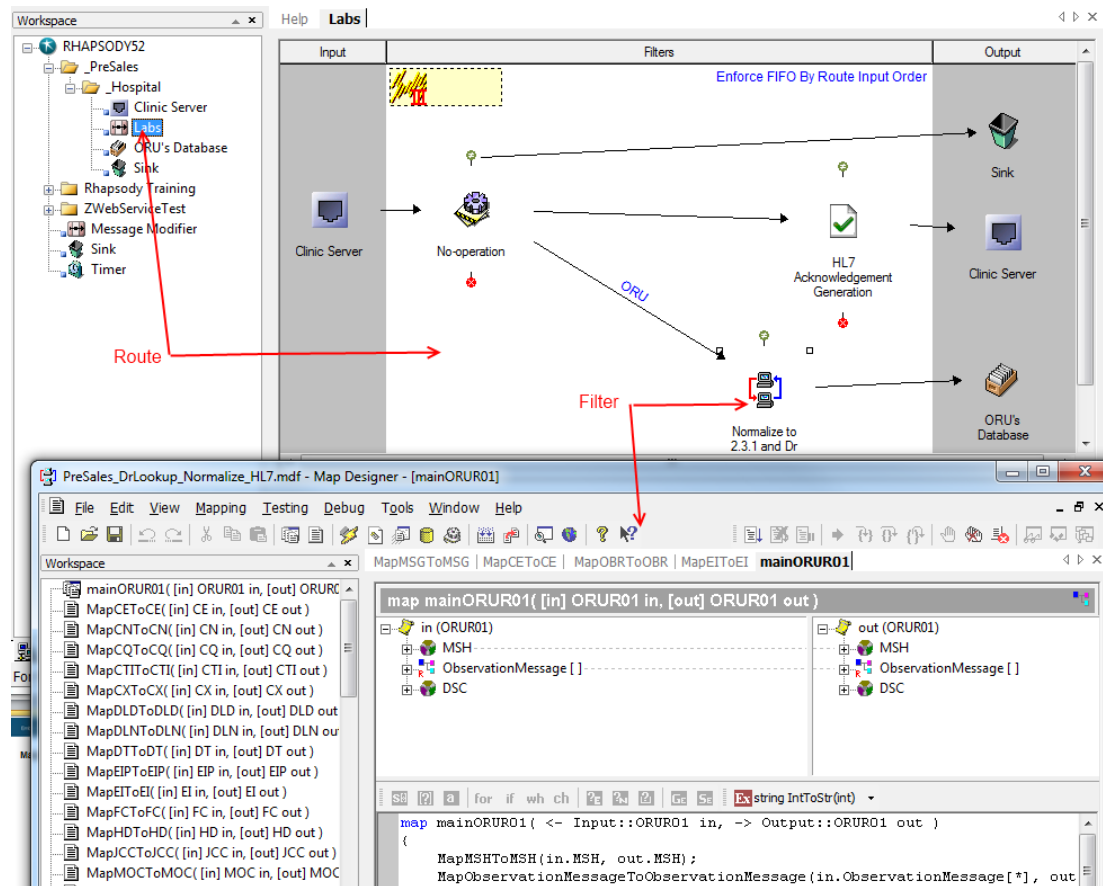 Workspace
Help Labs
RHAPSODY52
_PreSales
_Hospital
Clinic Server
Labs
ORU's Database
Sink
Rhapsody Training
ZWebServiceTest
Message Modifier
Sink
Timer
Input
Filters
Output
Enforce FIFO By Route Input Order
Clinic Server
No-operation
ORU
HL7
Acknowledgement
Generation
Normalize to
2.3.1 and Dr
Sink
Clinic Server
ORU's
Database
Route
Filter
PreSales_DrLookup_Normalize_HL7.mdf - Map Designer - [mainORUR01]
File Edit View Mapping Testing Debug Tools Window Help
Workspace
MapMSGToMSG | MapCEToCE | MapOBRToOBR | MapEIToEI mainORUR01
mainORUR01( [in] ORUR01 in, [out] ORURO
MapCEToCE( [in] CE in, [out] CE out )
MapCNToCN( [in] CN in, [out] CN out )
MapCQToCQ( [in] CQ in, [out] CQ out )
MapCTIToCTI( [in] CTI in, [out] CTI out )
MapCXToCX( [in] CX in, [out] CX out )
MapDLDToDLD( [in] DLD in, [out] DLD out
MapDLNToDLN( [in] DLN in, [out] DLN ou
MapDTToDT( [in] DT in, [out] DT out )
MapEIPToEIP( [in] EIP in, [out] EIP out )
MapEIToEI( [in] EI in, [out] EI out )
MapFCToFC( [in] FC in, [out] FC out )
MapHDToHD( [in] HD in, [out] HD out )
MapJCCToJCC( [in] JCC in, [out] JCC out )
MapMOCToMOC( [in] MOC in, [out] MOC
map mainORUR01( [in] ORUR01 in, [out] ORUR01 out )
in (ORUR01)
MSH
ObservationMessage [ ]
DSC
out (ORUR01)
MSH
ObservationMessage [ ]
DSC
for if wh ch Ex string IntToStr(int)
map mainORUR01( <- Input::ORUR01 in, -> Output::ORUR01 out )
{
MapMSHToMSH(in.MSH, out.MSH);
MapObservationMessageToObservationMessage(in.ObservationMessage[*], out